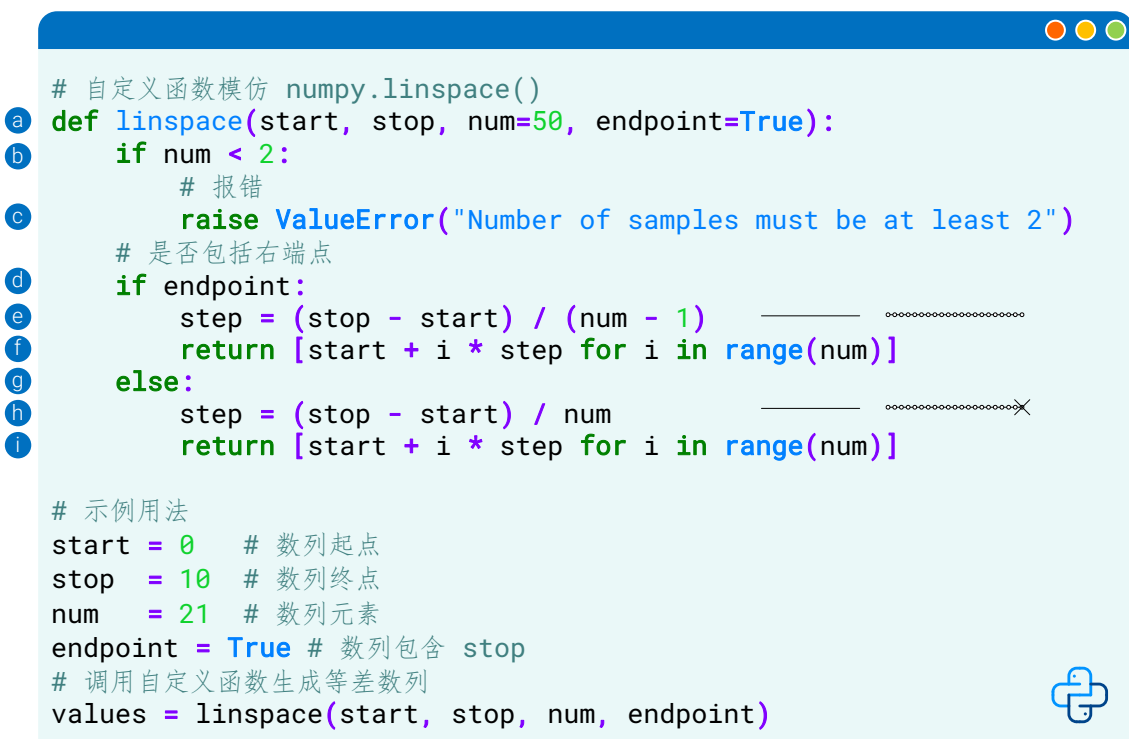 # 自定义函数模仿 numpy.linspace()
a def linspace(start, stop, num=50, endpoint=True):
b if num < 2:
# 报错
c raise ValueError("Number of samples must be at least 2")
# 是否包括右端点
d if endpoint:
e step = (stop - start) / (num - 1)
f return [start + i * step for i in range(num)]
g else:
h step = (stop - start) / num
i return [start + i * step for i in range(num)]
# 示例用法
start = 0 # 数列起点
stop = 10 # 数列终点
num = 21 # 数列元素
endpoint = True # 数列包含 stop
# 调用自定义函数生成等差数列
values = linspace(start, stop, num, endpoint)